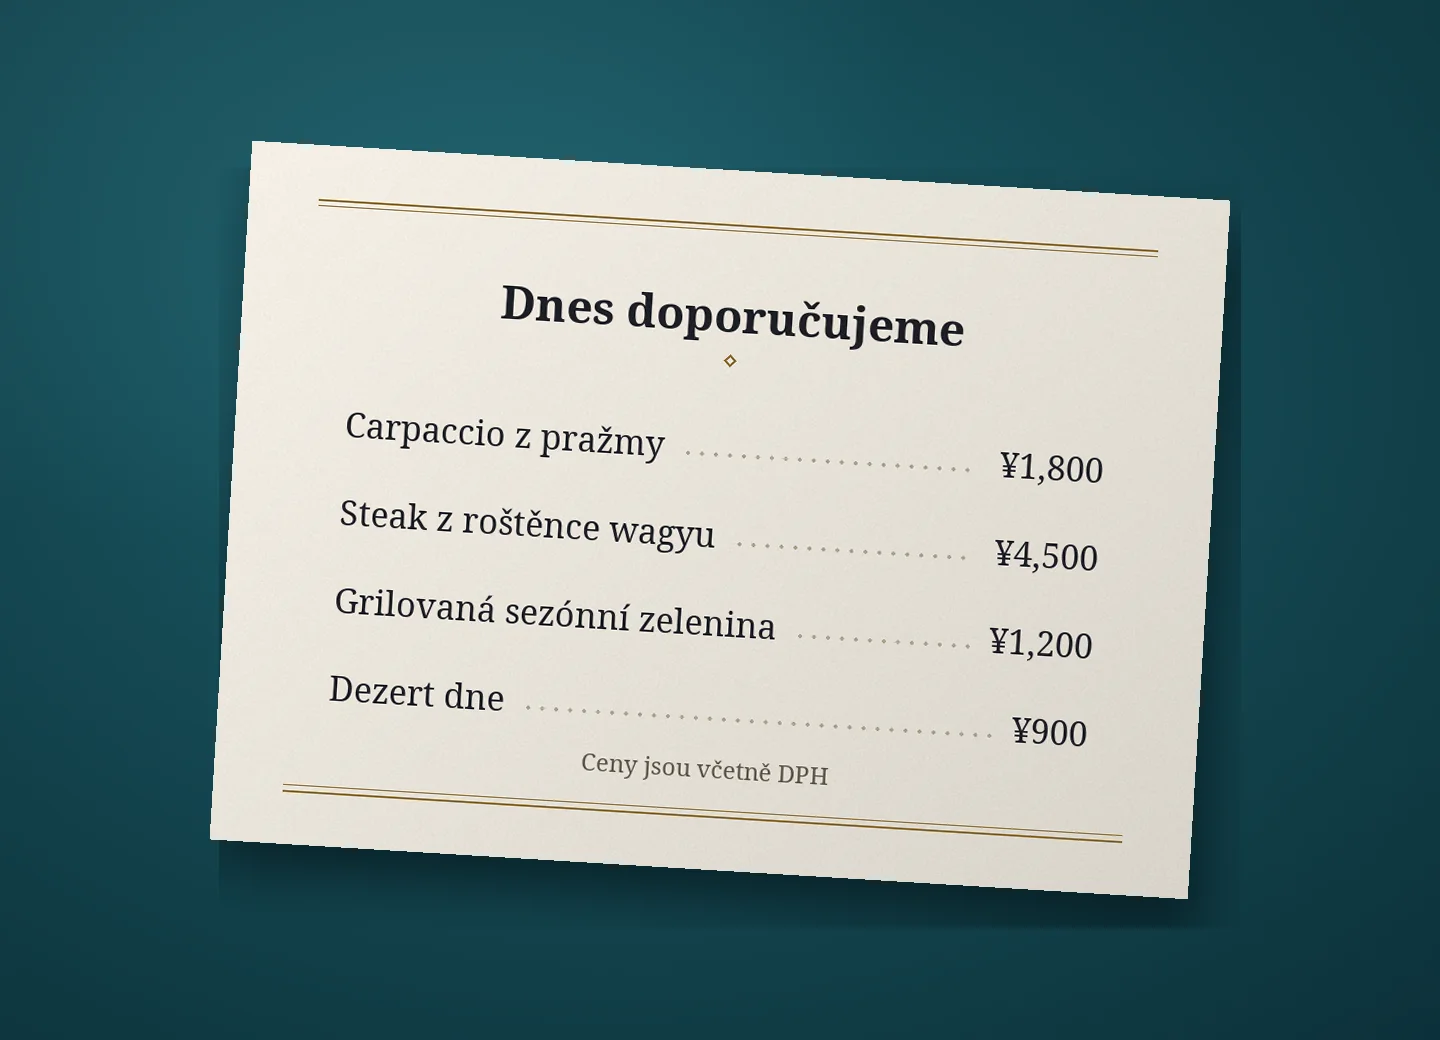 Dnes doporučujeme
Carpaccio z pražmy ¥1,800
Steak z roštěnce wagyu ¥4,500
Grilovaná sezónní zelenina ¥1,200
Dezert dne ¥900
Ceny jsou včetně DPH